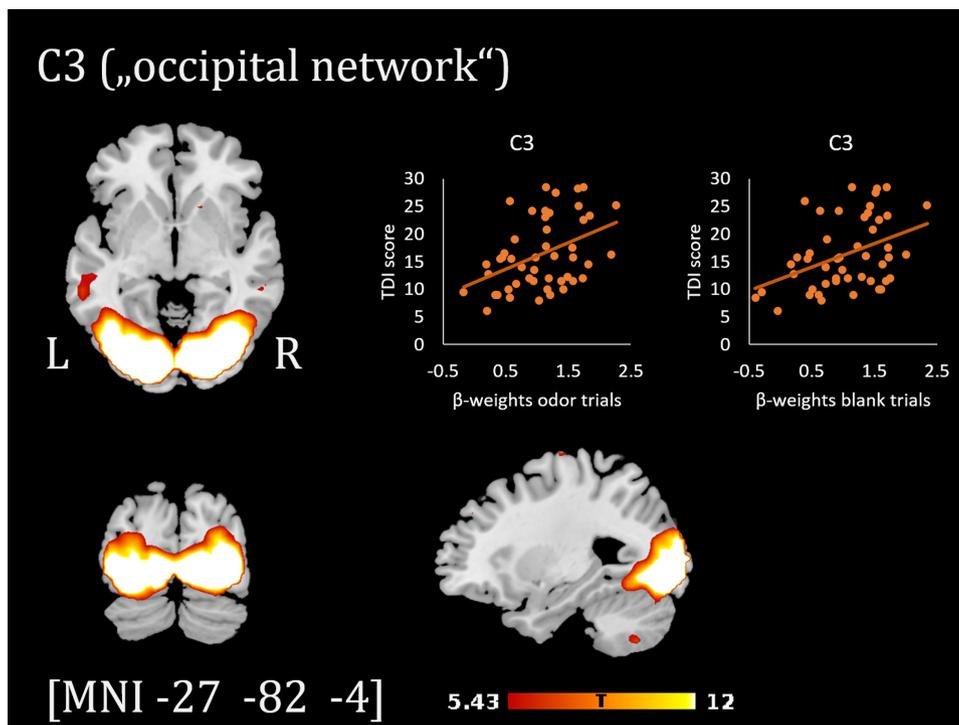 C3 („occipital network“)
L
R
C3
TDI score
30
25
20
15
10
5
0
-0.5 0.5 1.5 2.5
β-weights odor trials
C3
TDI score
30
25
20
15
10
5
0
-0.5 0.5 1.5 2.5
β-weights blank trials
[MNI -27 -82 -4]
5.43 T 12